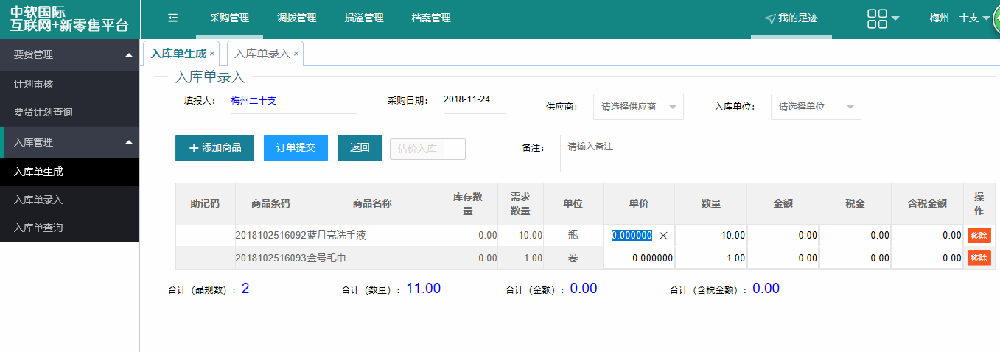 中软国际
互联网+新零售平台
采购管理 调拨管理 损溢管理 档案管理 我的足迹 梅州二十支
要货管理
计划审核
要货计划查询
入库管理
入库单生成
入库单录入
入库单查询
入库单生成 × 入库单录入 ×
入库单录入
填报人： 梅州二十支 采购日期： 2018-11-24 供应商： 请选择供应商 入库单位： 请选择单位
+ 添加商品 订单提交 返回 估价入库 备注： 请输入备注
助记码 商品条码 商品名称 库存数量 需求数量 单位 单价 数量 金额 税金 含税金额 操作
2018102516092 蓝月亮洗手液 0.00 10.00 瓶 0.000000 × 10.00 0.00 0.00 0.00 移除
2018102516093 金号毛巾 0.00 1.00 卷 0.000000 1.00 0.00 0.00 0.00 移除
合计（品规数）：2 合计（数量）：11.00 合计（金额）：0.00 合计（含税金额）：0.00